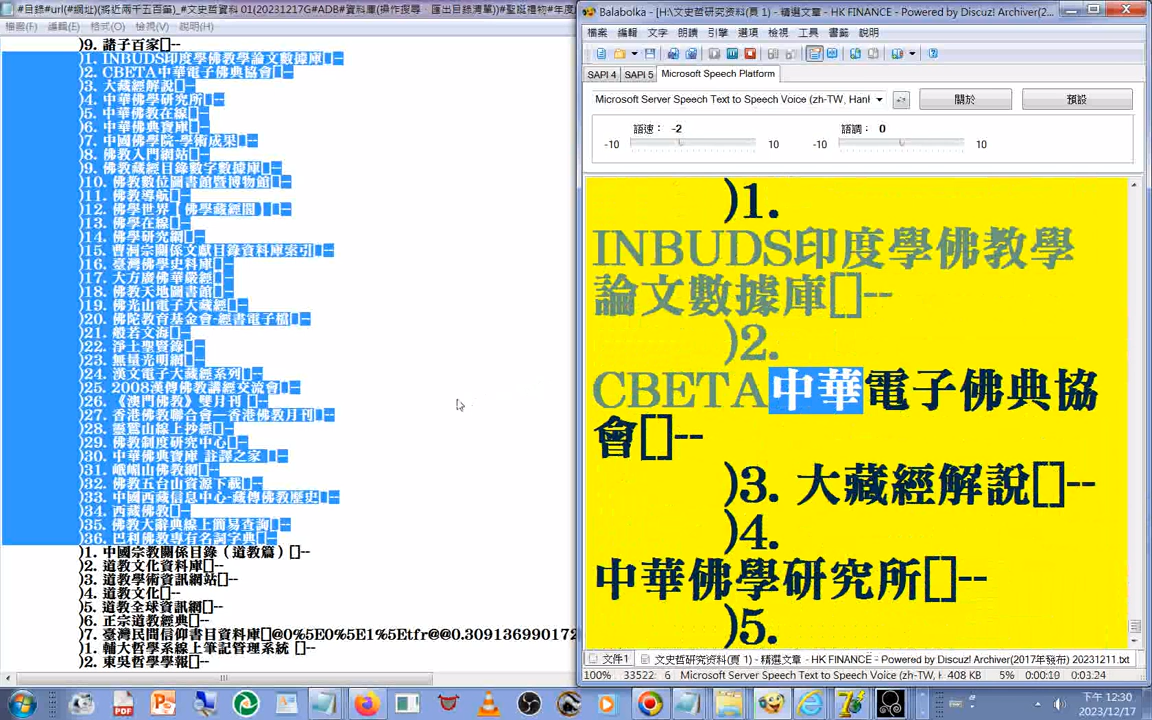 #目錄#url(網址)(將近兩千五百篇)_#文史哲資料 01(20231217G#ADB#資料庫(操作搜尋、匯出目錄清單))#聖誕禮物#年度
檔案(F) 編輯(E) 格式(O) 檢視(V) 說明
)9. 諸子百家[]--
)1. INBUDS印度學佛教學論文數據庫[]--
)2. CBETA中華電子佛典協會[]--
)3. 大藏經解說[]--
)4. 中華佛學研究所[]--
)5. 中華佛教在線[]--
)6. 中華佛典寶庫[]--
)7. 中國佛學院-學術成果[]--
)8. 佛教入門網站[]--
)9. 佛教藏經目錄數字數據庫[]--
)10. 佛教數位圖書館暨博物館[]--
)11. 佛教導航[]--
)12. 佛學世界【佛學藏經閣】[]--
)13. 佛學在線[]--
)14. 佛學研究網[]--
)15. 曹洞宗關係文獻目錄資料庫索引[]--
)16. 臺灣佛學史料庫[]--
)17. 大方廣佛華嚴經[]--
)18. 佛教天地圖書館[]--
)19. 佛光山電子大藏經[]--
)20. 佛陀教育基金會-經書電子檔[]--
)21. 般若文海[]--
)22. 淨土聖賢錄[]--
)23. 無量光明網[]--
)24. 漢文電子大藏經系列[]--
)25. 2008漢傳佛教講經交流會[]--
)26. 《澳門佛教》雙月刊 []--
)27. 香港佛教聯合會—香港佛教月刊[]--
)28. 靈鷲山線上抄經[]--
)29. 佛教制度研究中心[]--
)30. 中華佛典寶庫 註譯之家[]--
)31. 峨嵋山佛教網[]--
)32. 佛教五台山資源下載[]--
)33. 中國西藏信息中心-藏傳佛教歷史[]--
)34. 西藏佛教[]--
)35. 佛教大辭典線上簡易查詢[]--
)36. 巴利佛教專有名詞字典[]--
)1. 中國宗教關係目錄（道教篇）[]--
)2. 道教文化資料庫[]--
)3. 道教學術資訊網站[]--
)4. 道教文化[]--
)5. 道教全球資訊網[]--
)6. 正宗道教經典[]--
)7. 臺灣民間信仰書目資料庫[]@0%5E0%5E1%5Etfr@@0.309136990172
)1. 輔大哲學系線上筆記管理系統 []--
)2. 東吳哲學學報[]--
Balabolka - [H:\文史哲研究资料(頁 1) - 精選文章 - HK FINANCE - Powered by Discuz! Archiver(2...
檔案 編輯 文字 朗讀 引擎 選項 檢視 工具 書籤 說明
SAPI 4 SAPI 5 Microsoft Speech Platform
Microsoft Server Speech Text to Speech Voice (zh-TW, Hanl
關於 預設
語速： -2 語調： 0
-10 10 -10 10
)1.
INBUDS印度學佛教學
論文數據庫[]--
)2.
CBETA中華電子佛典協
會[]--
)3. 大藏經解說[]--
)4.
中華佛學研究所[]--
)5.
文件1 文史哲研究资料(頁 1) - 精選文章 - HK FINANCE - Powered by Discuz! Archiver(2017年發布) 20231211.txt
100% 33522: 6 Microsoft Server Speech Text to Speech Voice (zh-TW, H 408 KB 5% 0:00:19 0:03:24
下午 12:30
2023/12/17